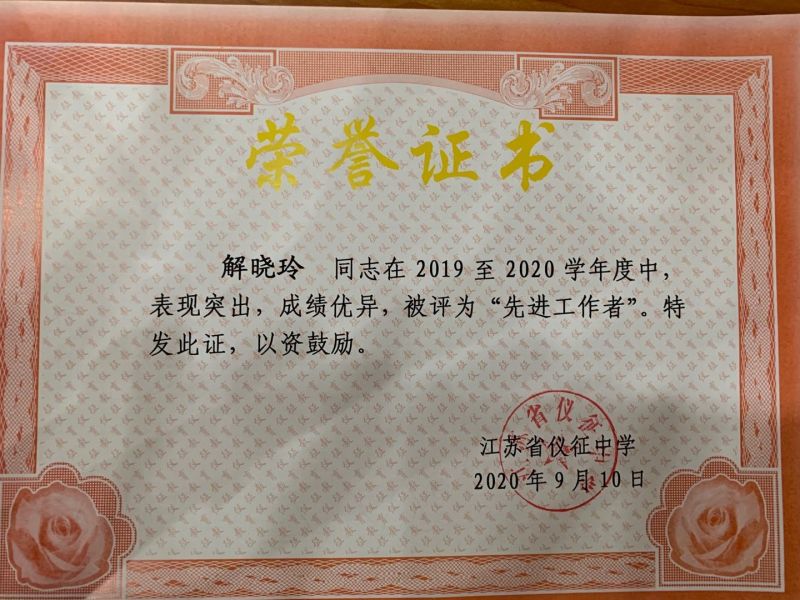 荣誉证书
解晓玲 同志在 2019 至 2020 学年度中,
表现突出，成绩优异，被评为“先进工作者”。特
发此证，以资鼓励。
江苏省仪征中学
2020 年 9 月 10 日